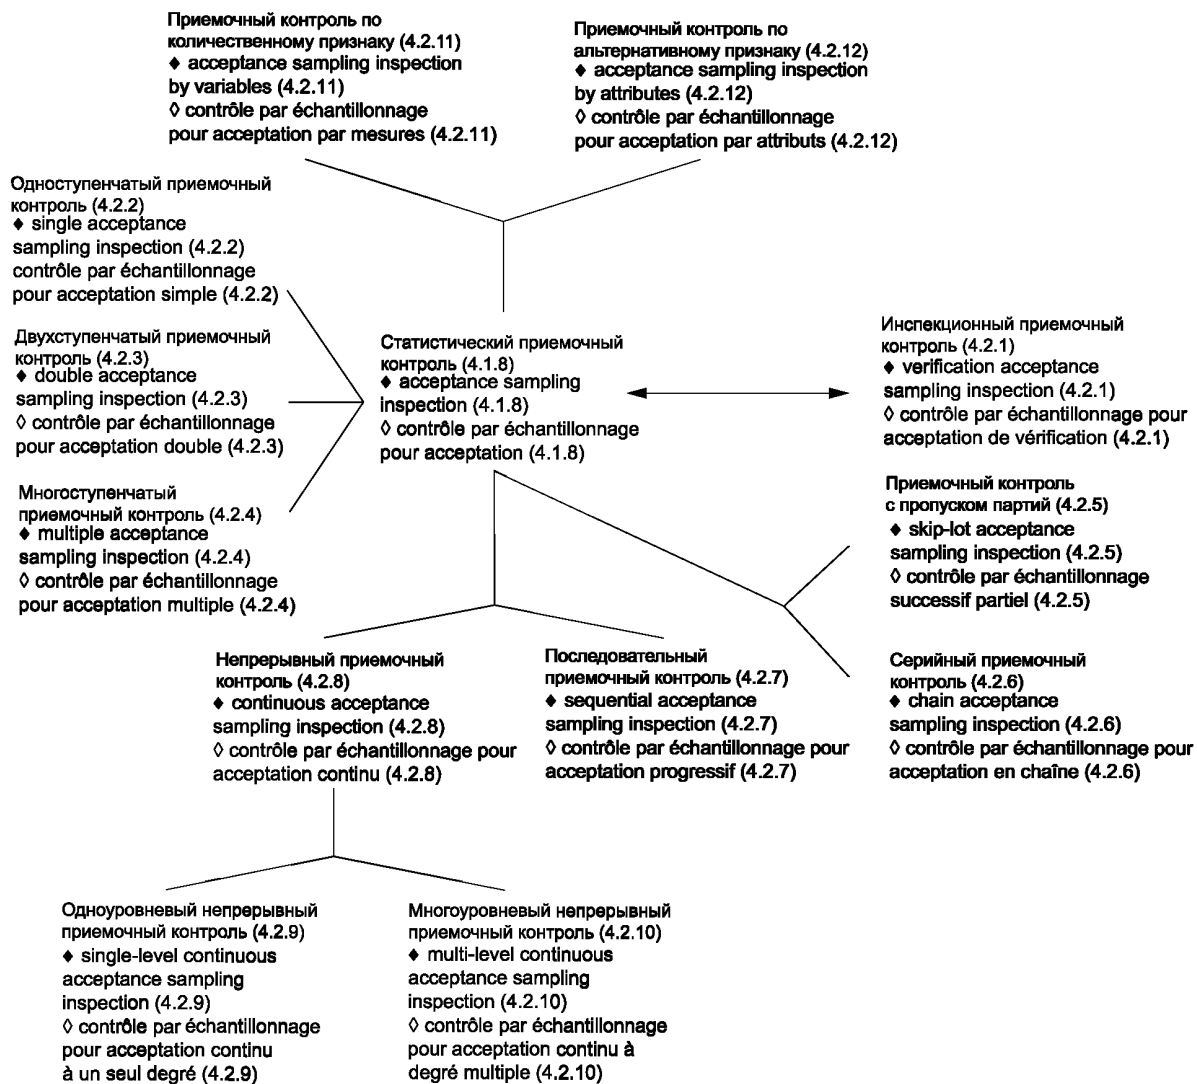 Приемочный контроль по
количественному признаку (4.2.11)
♦ acceptance sampling inspection
by variables (4.2.11)
◊ contrôle par échantillonnage
pour acceptation par mesures (4.2.11)
Приемочный контроль по
альтернативному признаку (4.2.12)
♦ acceptance sampling inspection
by attributes (4.2.12)
◊ contrôle par échantillonnage
pour acceptation par attributs (4.2.12)
Одноступенчатый приемочный
контроль (4.2.2)
♦ single acceptance
sampling inspection (4.2.2)
contrôle par échantillonnage
pour acceptation simple (4.2.2)
Двухступенчатый приемочный
контроль (4.2.3)
♦ double acceptance
sampling inspection (4.2.3)
◊ contrôle par échantillonnage
pour acceptation double (4.2.3)
Многоступенчатый
приемочный контроль (4.2.4)
♦ multiple acceptance
sampling inspection (4.2.4)
◊ contrôle par échantillonnage
pour acceptation multiple (4.2.4)
Статистический приемочный
контроль (4.1.8)
♦ acceptance sampling
inspection (4.1.8)
◊ contrôle par échantillonnage
pour acceptation (4.1.8)
Инспекционный приемочный
контроль (4.2.1)
♦ verification acceptance
sampling inspection (4.2.1)
◊ contrôle par échantillonnage pour
acceptation de vérification (4.2.1)
Приемочный контроль
с пропуском партий (4.2.5)
♦ skip-lot acceptance
sampling inspection (4.2.5)
◊ contrôle par échantillonnage
successif partiel (4.2.5)
Непрерывный приемочный
контроль (4.2.8)
♦ continuous acceptance
sampling inspection (4.2.8)
◊ contrôle par échantillonnage pour
acceptation continu (4.2.8)
Последовательный
приемочный контроль (4.2.7)
♦ sequential acceptance
sampling inspection (4.2.7)
◊ contrôle par échantillonnage pour
acceptation progressif (4.2.7)
Серийный приемочный
контроль (4.2.6)
♦ chain acceptance
sampling inspection (4.2.6)
◊ contrôle par échantillonnage pour
acceptation en chaîne (4.2.6)
Одноуровневый непрерывный
приемочный контроль (4.2.9)
♦ single-level continuous
acceptance sampling
inspection (4.2.9)
◊ contrôle par échantillonnage
pour acceptation continu
à un seul degré (4.2.9)
Многоуровневый непрерывный
приемочный контроль (4.2.10)
♦ multi-level continuous
acceptance sampling
inspection (4.2.10)
◊ contrôle par échantillonnage
pour acceptation continu à
degré multiple (4.2.10)